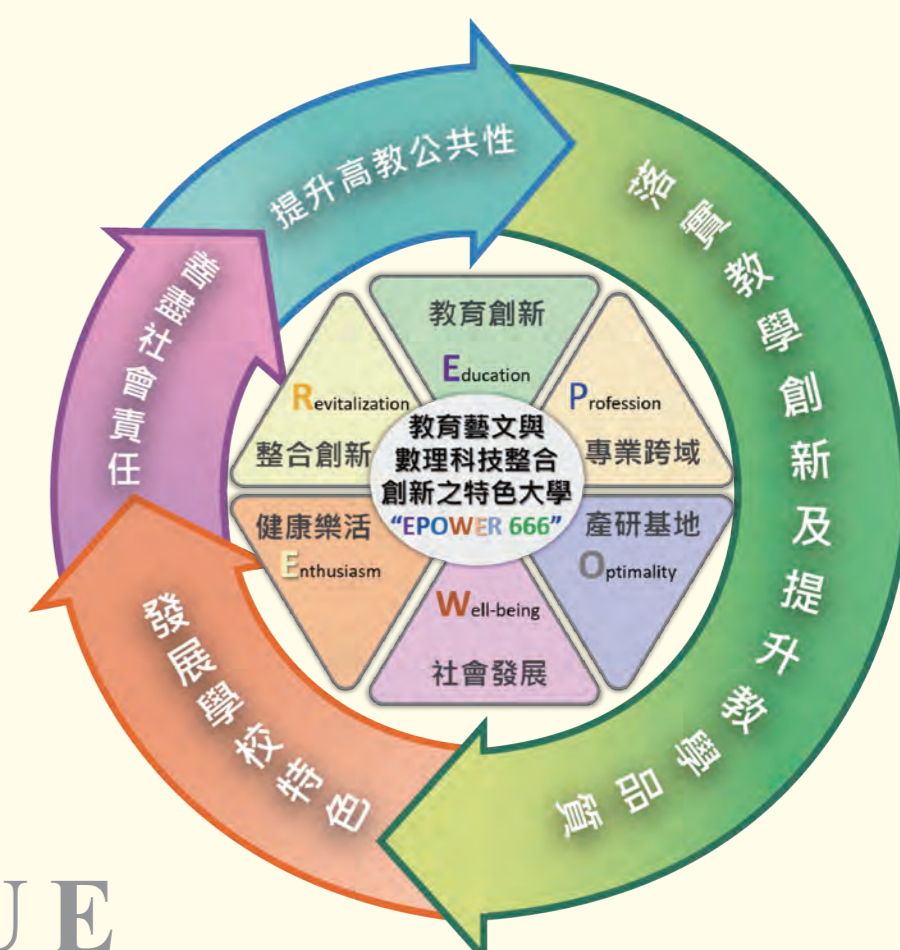 提升高教公共性
落實教學創新及提升教學品質
發展學校特色
善盡社會責任
教育創新
Education
Profession
專業跨域
產研基地
Optimality
Well-being
社會發展
健康樂活
Enthusiasm
Revitalization
整合創新
教育藝文與
數理科技整合
創新之特色大學
“EPOWER 666”
UE